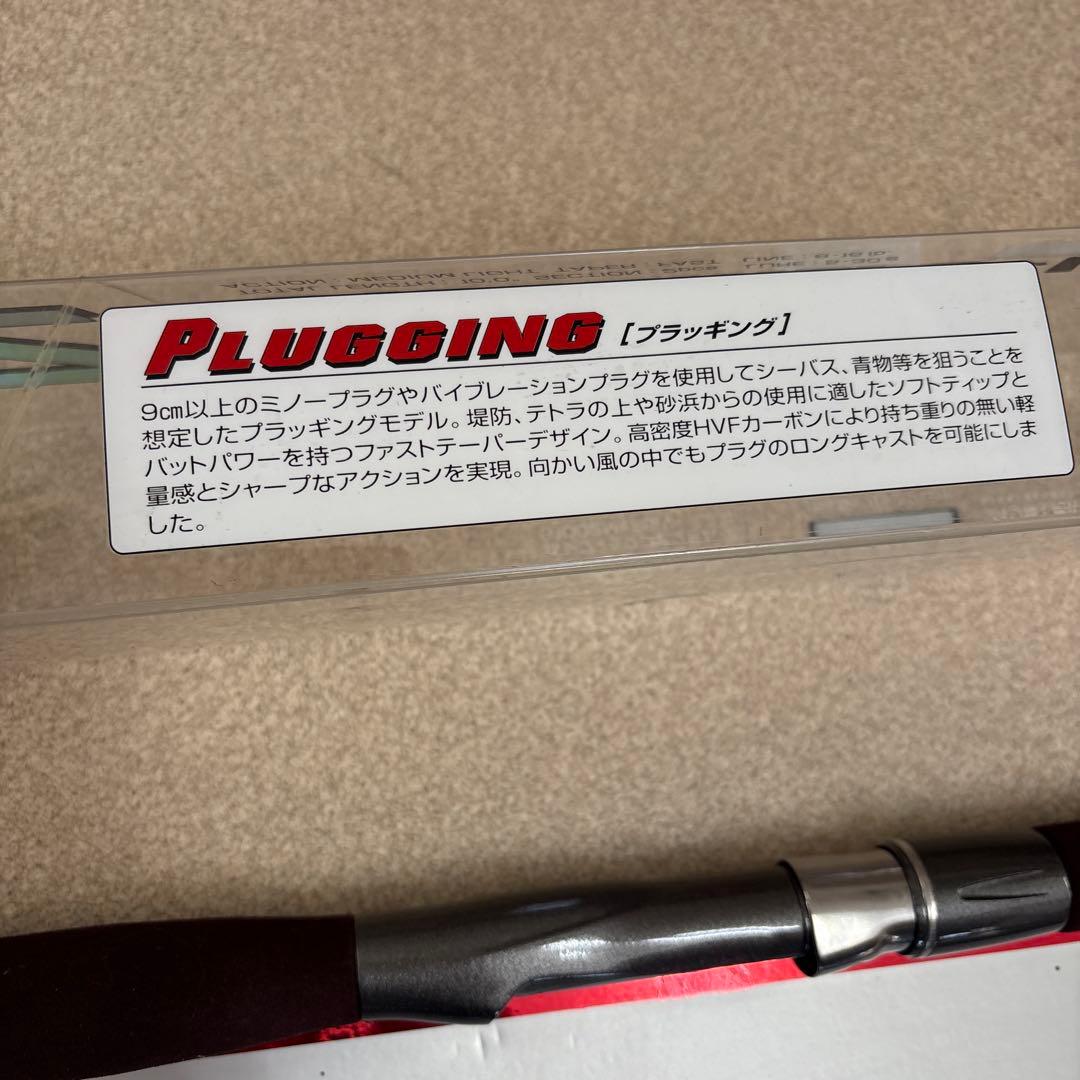 PLUGGING [プラッギング]
9cm以上のミノープラグやバイブレーションプラグを使用してシーバス、青物等を狙うことを
想定したプラッギングモデル。堤防、テトラの上や砂浜からの使用に適したソフトティップと
バットパワーを持つファストテーパーデザイン。高密度HVFカーボンにより持ち重りの無い軽
量感とシャープなアクションを実現。向かい風の中でもプラグのロングキャストを可能にしま
した。